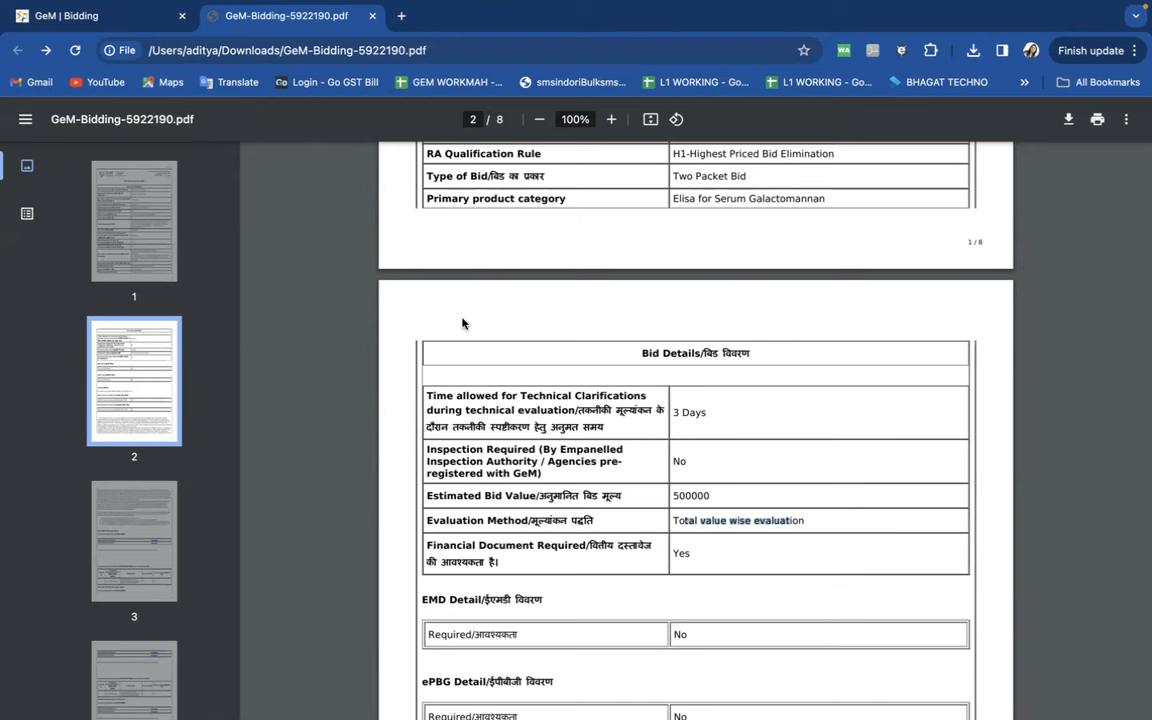 GeM | Bidding
GeM-Bidding-5922190.pdf
File /Users/aditya/Downloads/GeM-Bidding-5922190.pdf
WA
Finish update
Gmail YouTube Maps Translate Login - Go GST Bill GEM WORKMAH -... smsindoriBulksms... L1 WORKING - Go... L1 WORKING - Go... BHAGAT TECHNO » All Bookmarks
GeM-Bidding-5922190.pdf 2 / 8 100%
1
2
3
RA Qualification Rule H1-Highest Priced Bid Elimination
Type of Bid/बिड का प्रकार Two Packet Bid
Primary product category Elisa for Serum Galactomannan
1 / 8
Bid Details/बिड विवरण
Time allowed for Technical Clarifications
during technical evaluation/तकनीकी मूल्यांकन के
दौरान तकनीकी स्पष्टीकरण हेतु अनुमत समय
3 Days
Inspection Required (By Empanelled
Inspection Authority / Agencies pre-
registered with GeM)
No
Estimated Bid Value/अनुमानित बिड मूल्य 500000
Evaluation Method/मूल्यांकन पद्धति Total value wise evaluation
Financial Document Required/वित्तीय दस्तावेज
की आवश्यकता है।
Yes
EMD Detail/ईएमडी विवरण
Required/आवश्यकता No
ePBG Detail/ईपीबीजी विवरण
Required/आवश्यकता No